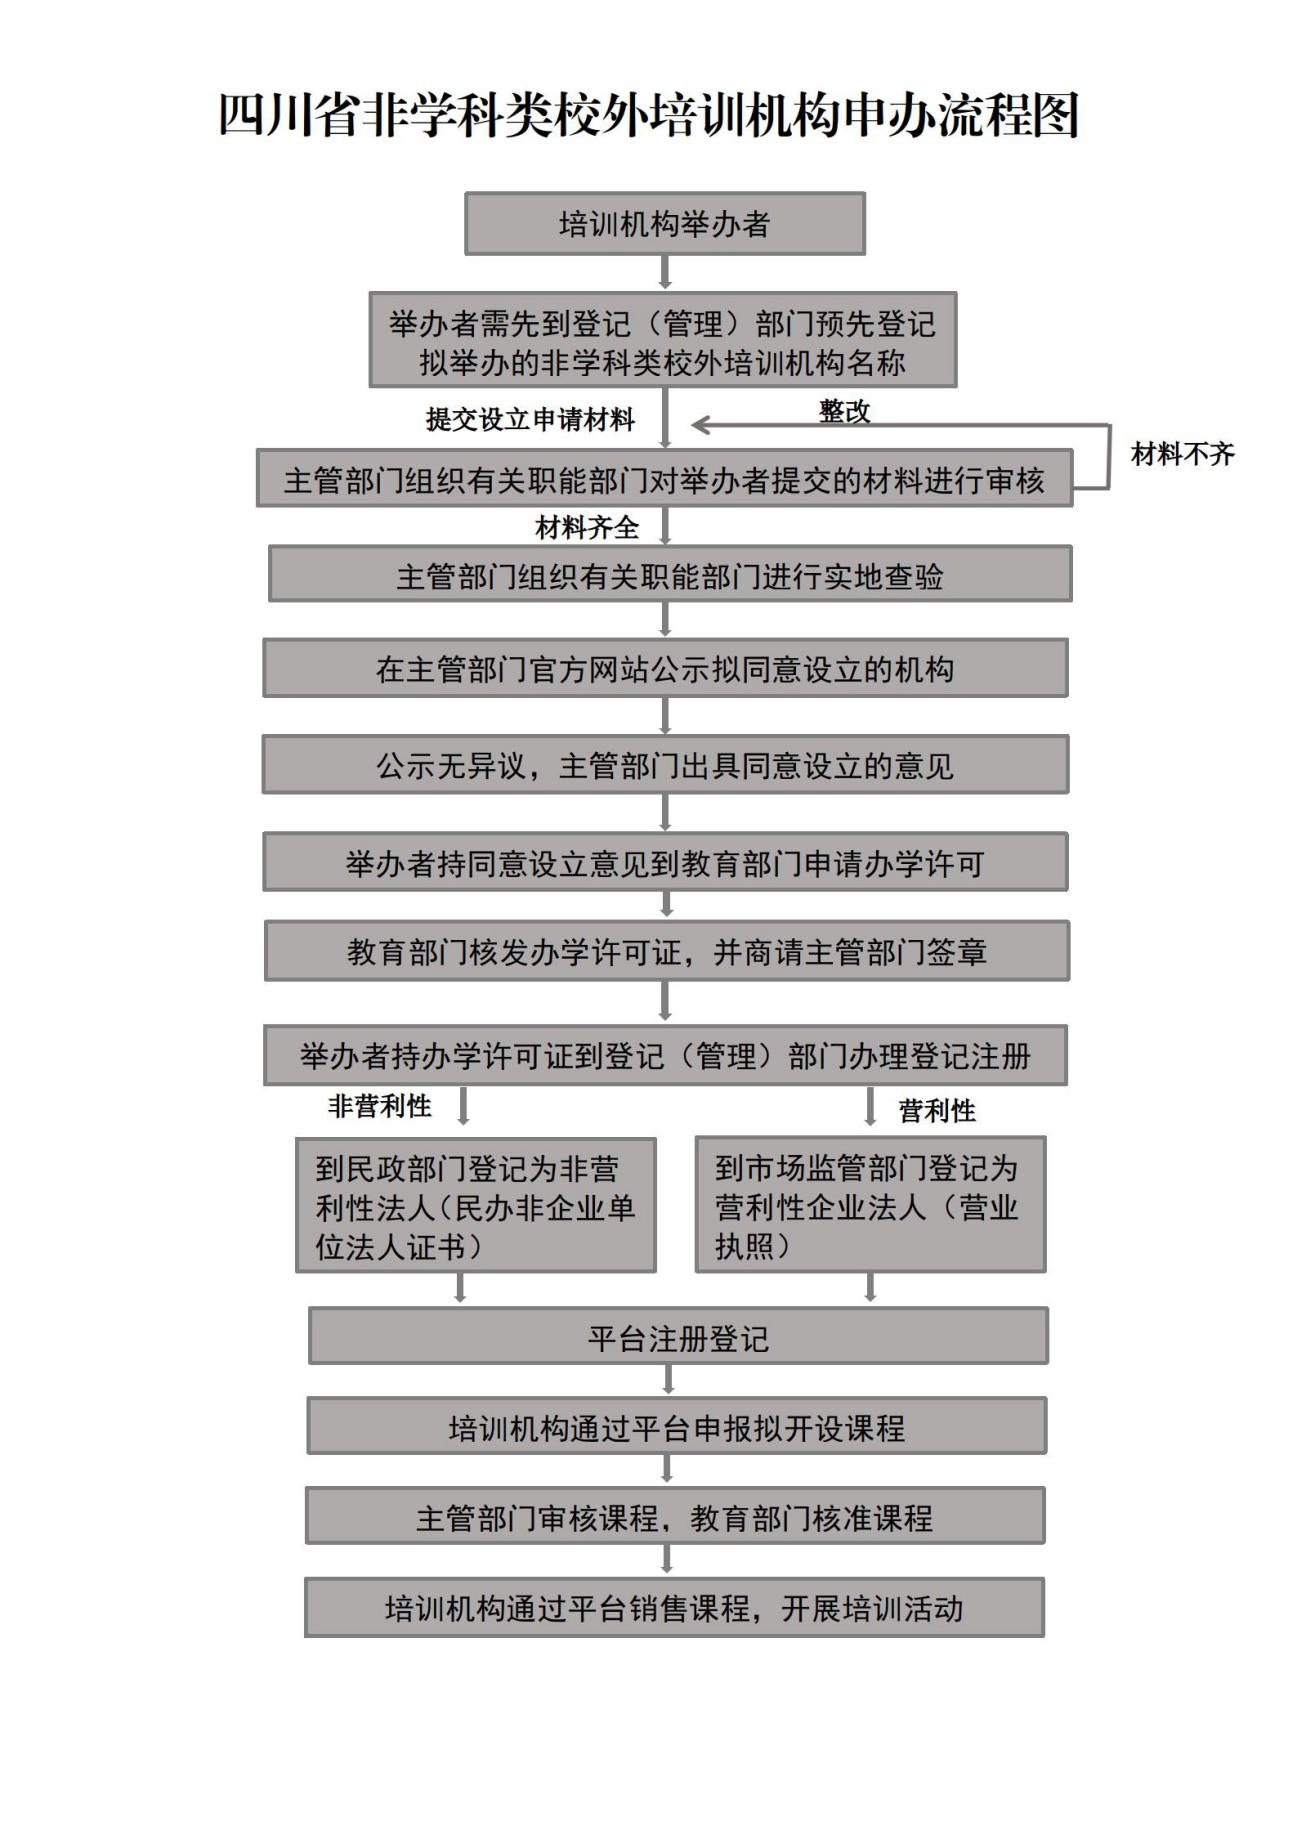 四川省非学科类校外培训机构申办流程图
培训机构举办者
举办者需先到登记（管理）部门预先登记
拟举办的非学科类校外培训机构名称
提交设立申请材料
整改
材料不齐
主管部门组织有关职能部门对举办者提交的材料进行审核
材料齐全
主管部门组织有关职能部门进行实地查验
在主管部门官方网站公示拟同意设立的机构
公示无异议，主管部门出具同意设立的意见
举办者持同意设立意见到教育部门申请办学许可
教育部门核发办学许可证，并商请主管部门签章
举办者持办学许可证到登记（管理）部门办理登记注册
非营利性
营利性
到民政部门登记为非营
利性法人（民办非企业单
位法人证书）
到市场监管部门登记为
营利性企业法人（营业
执照）
平台注册登记
培训机构通过平台申报拟开设课程
主管部门审核课程，教育部门核准课程
培训机构通过平台销售课程，开展培训活动